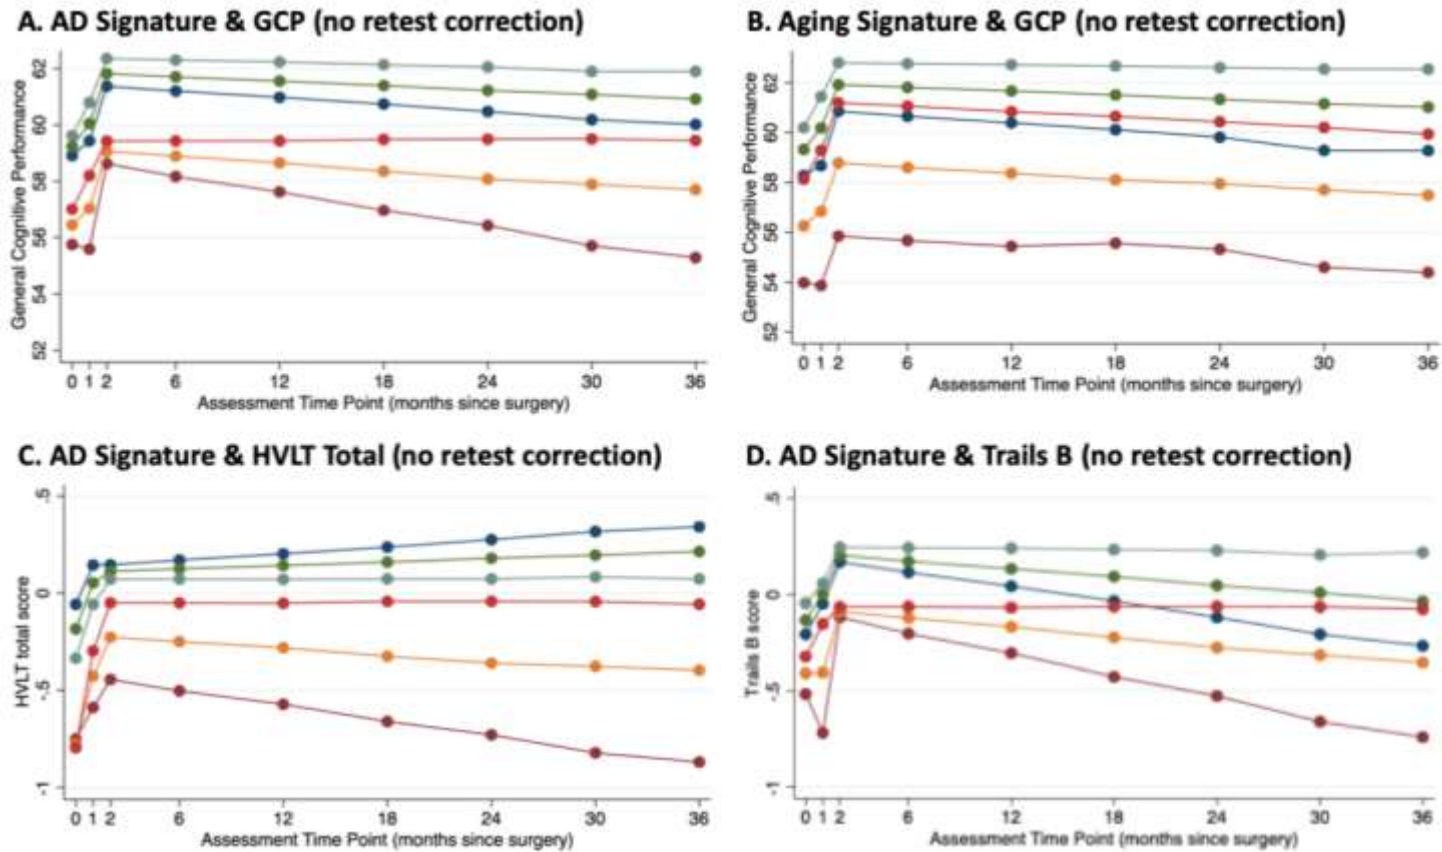 A. AD Signature & GCP (no retest correction)
General Cognitive Performance
62
60
58
56
54
52
0 1 2 6 12 18 24 30 36
Assessment Time Point (months since surgery)
B. Aging Signature & GCP (no retest correction)
General Cognitive Performance
62
60
58
56
54
52
0 1 2 6 12 18 24 30 36
Assessment Time Point (months since surgery)
C. AD Signature & HVLT Total (no retest correction)
HVLT total score
.5
0
-.5
-1
0 1 2 6 12 18 24 30 36
Assessment Time Point (months since surgery)
D. AD Signature & Trails B (no retest correction)
Trails B score
.5
0
-.5
-1
0 1 2 6 12 18 24 30 36
Assessment Time Point (months since surgery)